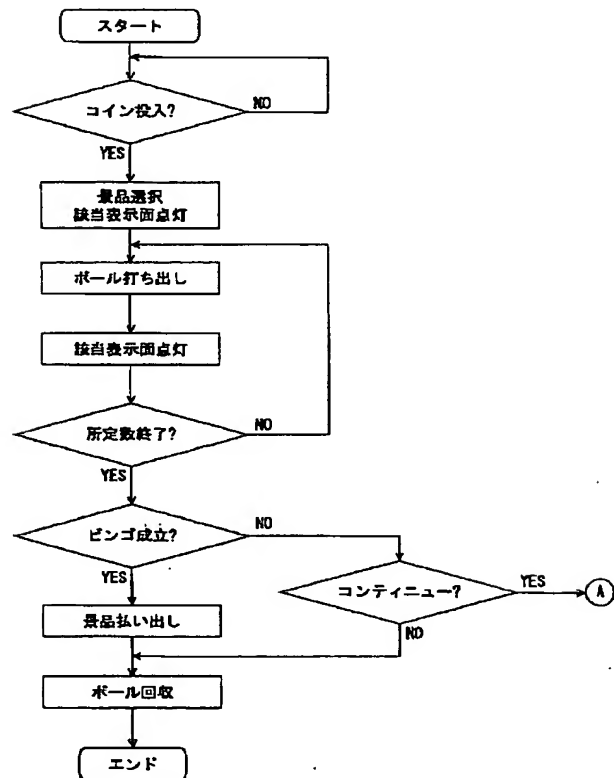 スタート
コイン投入?
NO
YES
景品選択
該当表示面点灯
ボール打ち出し
該当表示面点灯
所定数終了?
NO
YES
ビンゴ成立?
NO
YES
コンティニュー?
YES
A
景品払い出し
NO
ボール回収
エンド